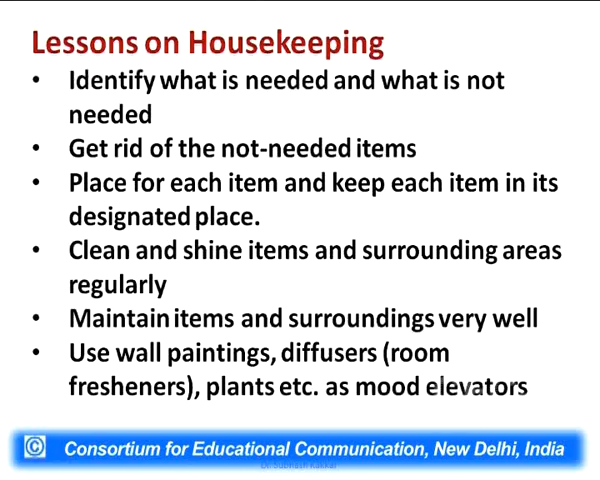 Lessons on Housekeeping
• Identify what is needed and what is not
needed
• Get rid of the not-needed items
• Place for each item and keep each item in its
designated place.
• Clean and shine items and surrounding areas
regularly
• Maintain items and surroundings very well
• Use wall paintings, diffusers (room
fresheners), plants etc. as mood elevators
© Consortium for Educational Communication, New Delhi, India